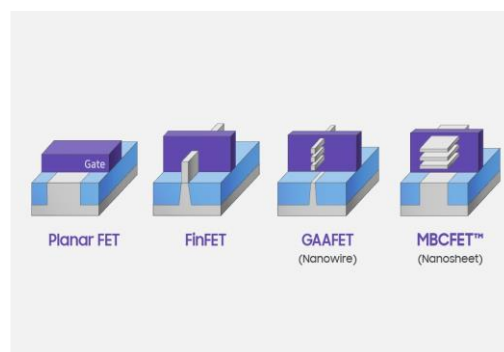 Gate
Planar FET
FinFET
GAAFET
(Nanowire)
MBCFET™
(Nanosheet)